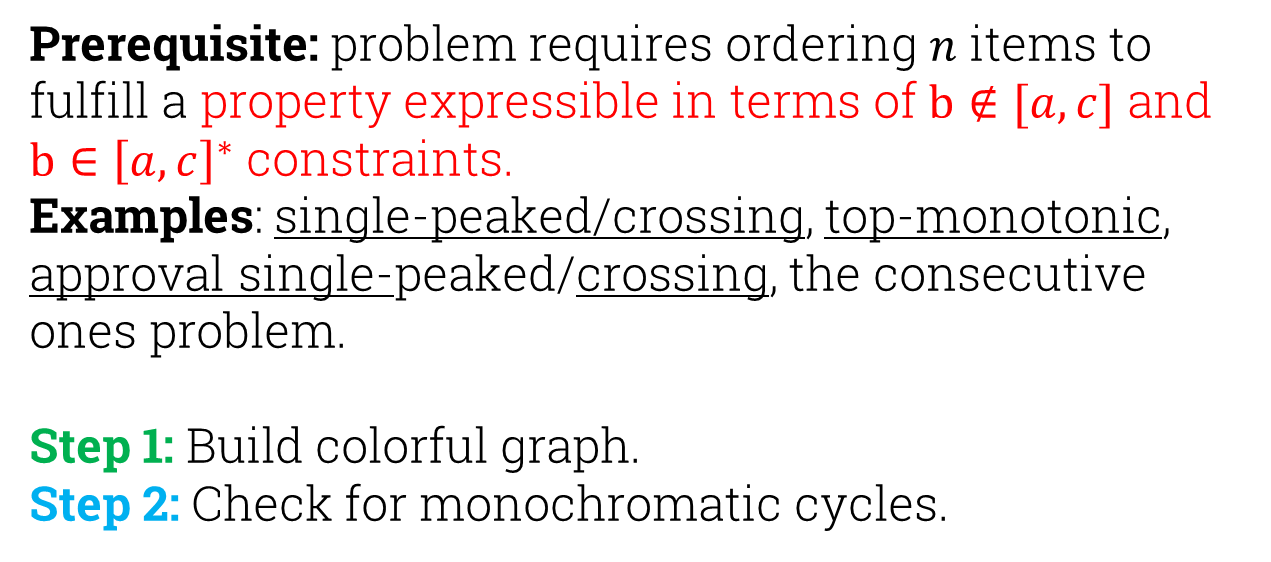 Prerequisite: problem requires ordering n items to
fulfill a property expressible in terms of b ∉ [a, c] and
b ∈ [a, c]* constraints.
Examples: single-peaked/crossing, top-monotonic,
approval single-peaked/crossing, the consecutive
ones problem.
Step 1: Build colorful graph.
Step 2: Check for monochromatic cycles.